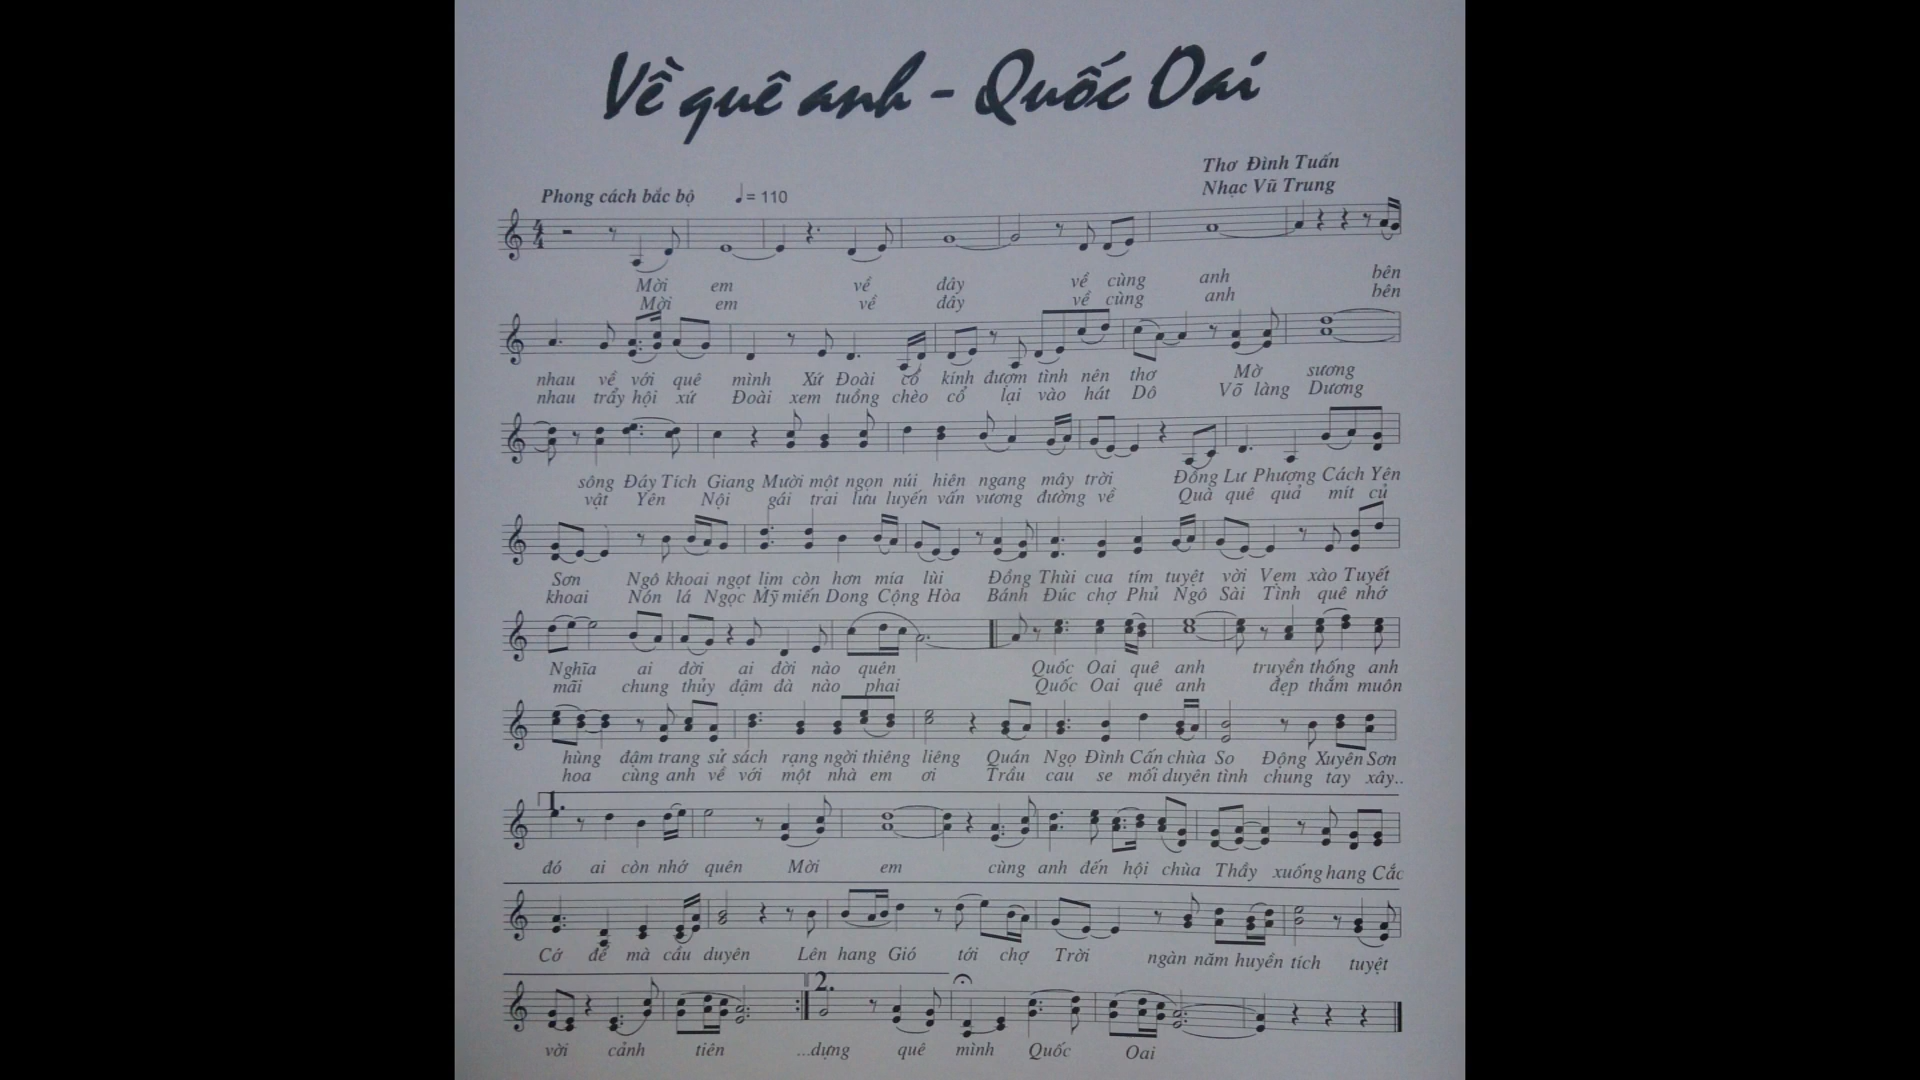 Về quê anh - Quốc Oai
Thơ Đình Tuấn
Nhạc Vũ Trung
Phong cách bắc bộ ♩= 110
Mời em về đây về cùng anh bên
Mời em về đây về cùng anh bên
nhau về với quê mình Xứ Đoài cổ kính đượm tình nên thơ Mờ sương
nhau trẩy hội xứ Đoài xem tuồng chèo cổ lại vào hát Dô Võ làng Dương
sông Đáy Tích Giang Mười một ngọn núi hiên ngang mây trời Đồng Lư Phượng Cách Yên
vật Yên Nội gái trai lưu luyến vấn vương đường về Quà quê quả mít củ
Sơn Ngô khoai ngọt lịm còn hơn mía lùi Đồng Thùi cua tím tuyệt vời Vẹm xào Tuyết
khoai Nón lá Ngọc Mỹ miến Dong Cộng Hòa Bánh Đúc chợ Phủ Ngô Sài Tình quê nhớ
Nghĩa ai đời ai đời nào quên Quốc Oai quê anh truyền thống anh
mãi chung thủy đậm đà nào phai Quốc Oai quê anh đẹp thắm muôn
hùng đậm trang sử sách rạng ngời thiêng liêng Quán Ngọ Đình Cấn chùa So Động Xuyên Sơn
hoa cùng anh về với một nhà em ơi Trầu cau se mối duyên tình chung tay xây..
1.
đó ai còn nhớ quên Mời em cùng anh đến hội chùa Thầy xuống hang Cắc
Cớ để mà cầu duyên Lên hang Gió tới chợ Trời ngàn năm huyền tích tuyệt
2.
vời cảnh tiên ...dựng quê mình Quốc Oai